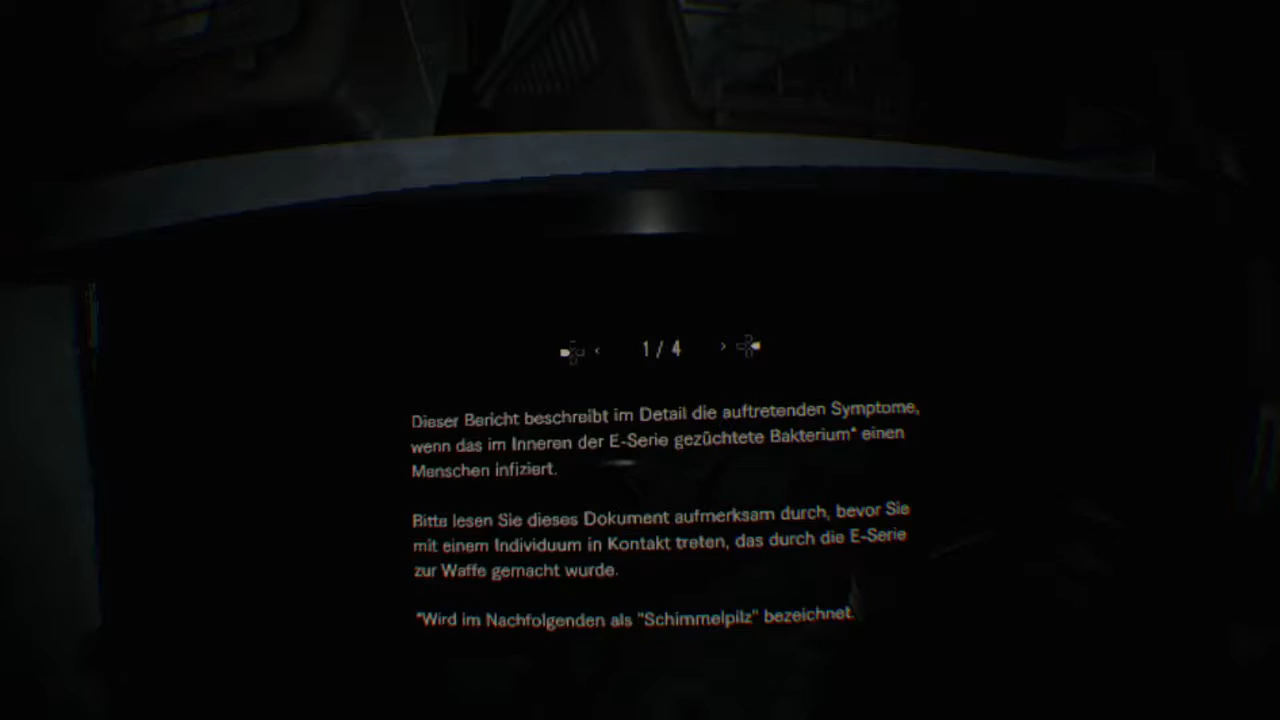 1 / 4
Dieser Bericht beschreibt im Detail die auftretenden Symptome,
wenn das im Inneren der E-Serie gezüchtete Bakterium* einen
Menschen infiziert.
Bitte lesen Sie dieses Dokument aufmerksam durch, bevor Sie
mit einem Individuum in Kontakt treten, das durch die E-Serie
zur Waffe gemacht wurde.
*Wird im Nachfolgenden als "Schimmelpilz" bezeichnet.